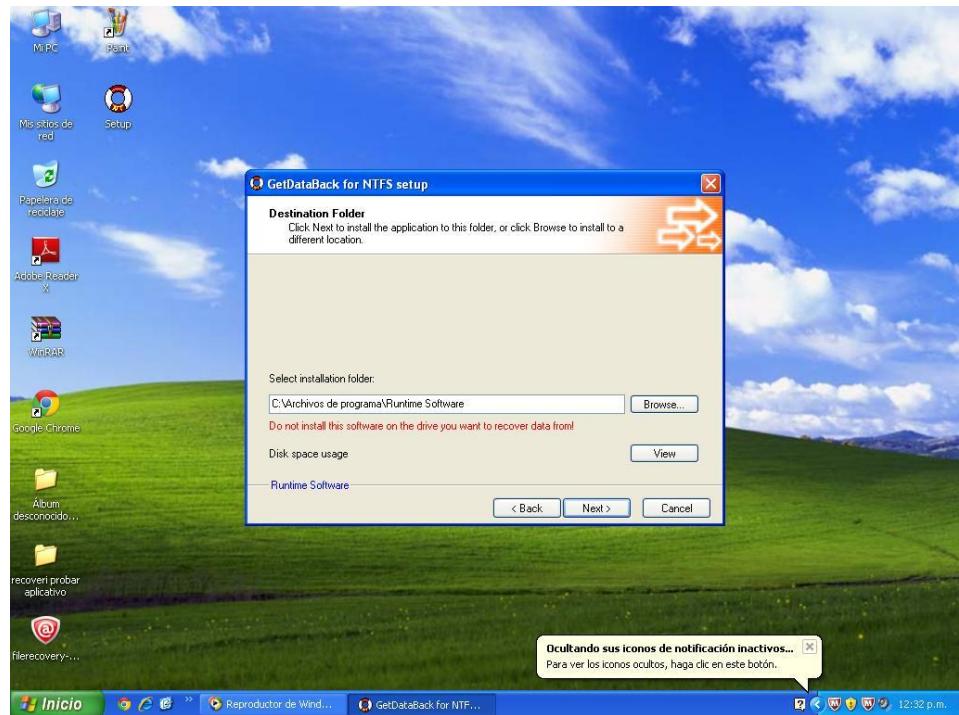 Mi PC
Paint
Mis sitios de red
Setup
Papelera de reciclaje
Adobe Reader X
WinRAR
Google Chrome
Álbum desconocido...
recoveri probar aplicativo
filerecovery-...
GetDataBack for NTFS setup
Destination Folder
Click Next to install the application to this folder, or click Browse to install to a
different location.
Select installation folder:
C:\Archivos de programa\Runtime Software
Browse...
Do not install this software on the drive you want to recover data from!
Disk space usage
View
Runtime Software
< Back
Next >
Cancel
Ocultando sus iconos de notificación inactivos...
Para ver los iconos ocultos, haga clic en este botón.
Inicio
Reproductor de Wind...
GetDataBack for NTF...
12:32 p.m.